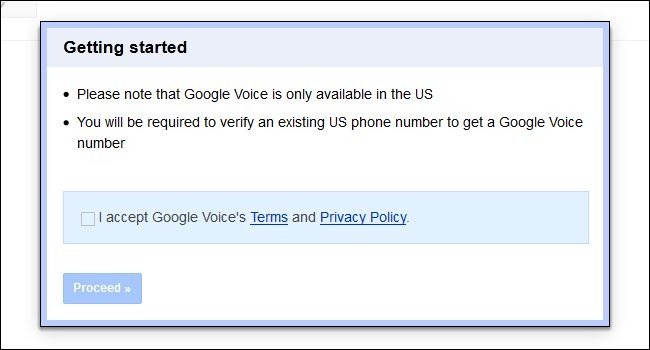 Getting started
• Please note that Google Voice is only available in the US
• You will be required to verify an existing US phone number to get a Google Voice
number
I accept Google Voice's Terms and Privacy Policy.
Proceed »